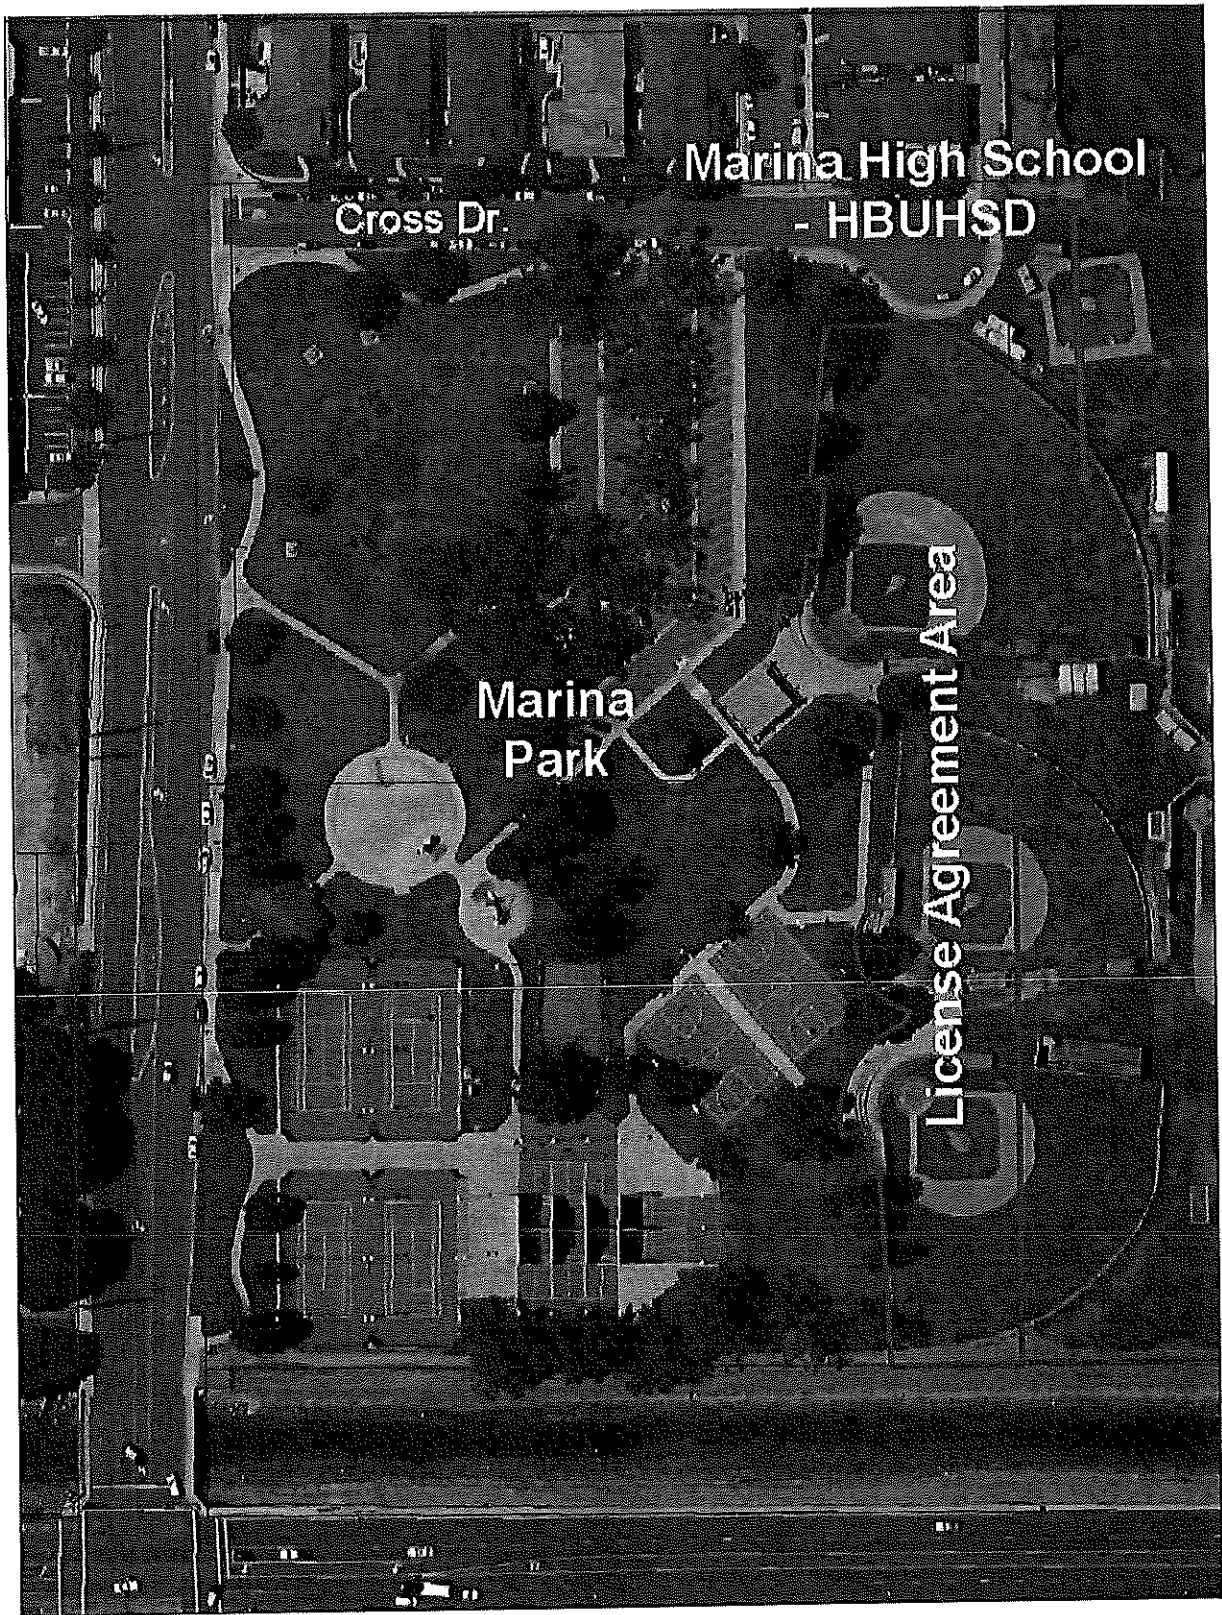 Marina High School
- HBUHSD
Cross Dr.
Marina
Park
License Agreement Area